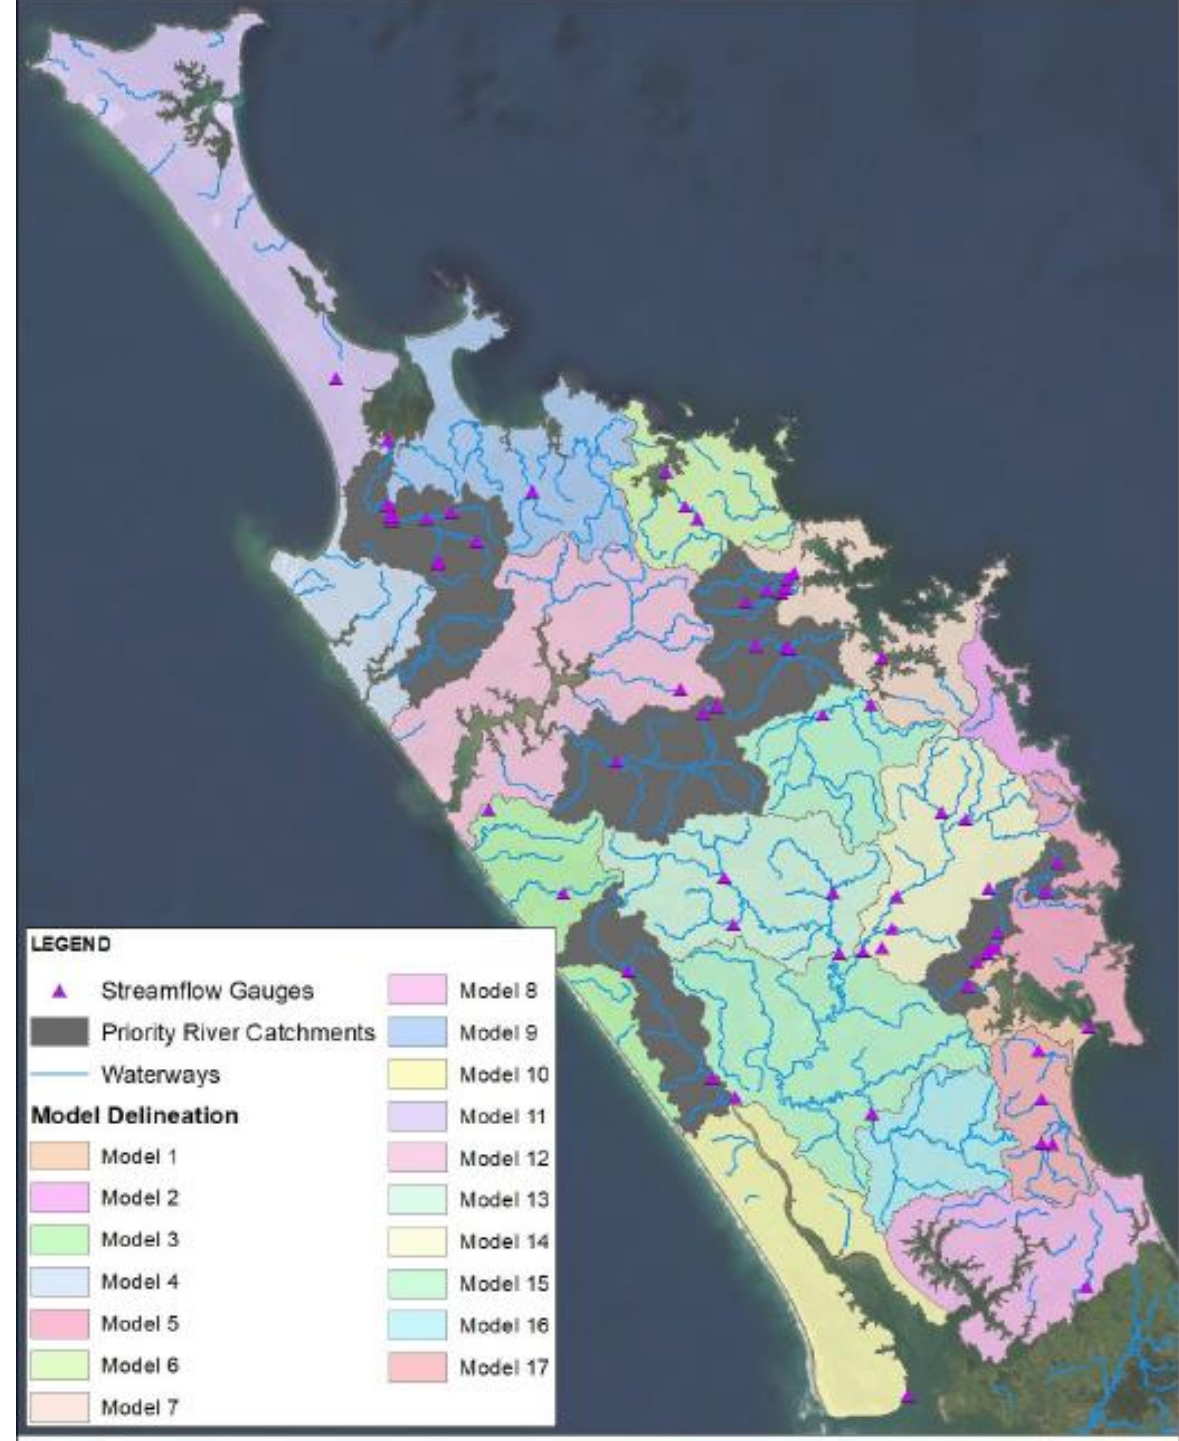 LEGEND
Streamflow Gauges
Priority River Catchments
Waterways
Model Delineation
Model 1
Model 2
Model 3
Model 4
Model 5
Model 6
Model 7
Model 8
Model 9
Model 10
Model 11
Model 12
Model 13
Model 14
Model 15
Model 16
Model 17